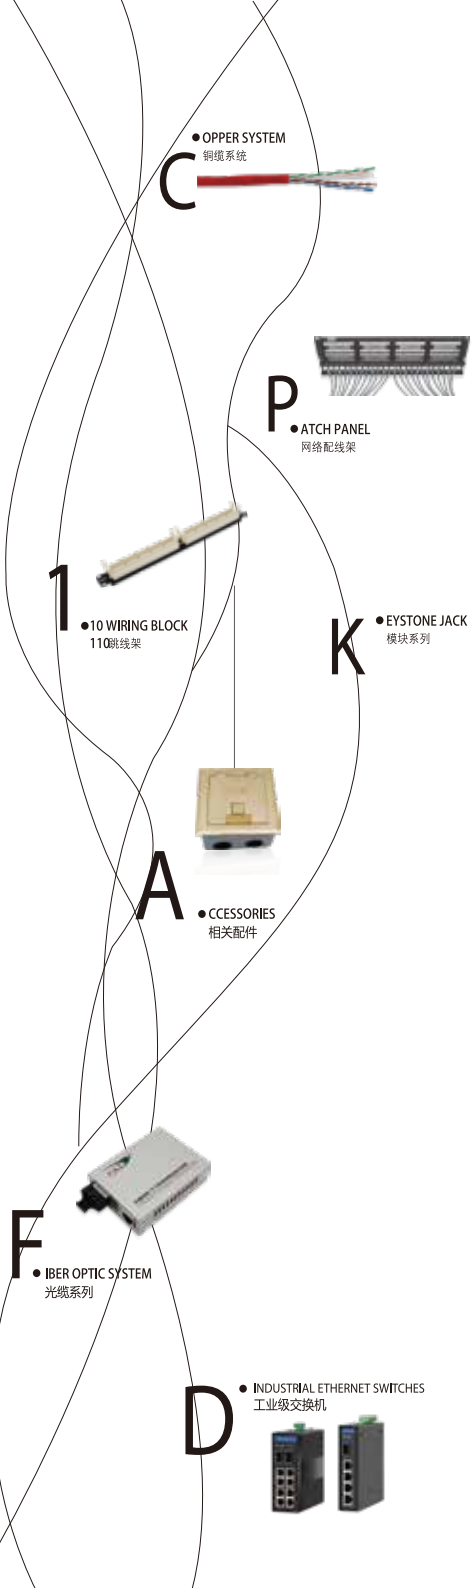 C
OPPER SYSTEM
铜缆系统
P
ATCH PANEL
网络配线架
1
10 WIRING BLOCK
110跳线架
K
EYSTONE JACK
模块系列
A
CCESSORIES
相关配件
F
IBER OPTIC SYSTEM
光缆系列
D
INDUSTRIAL ETHERNET SWITCHES
工业级交换机